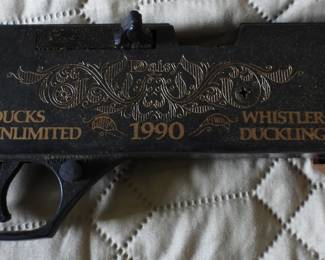 Daisy
DUCKS
UNLIMITED
1990
WHISTLER
DUCKLING